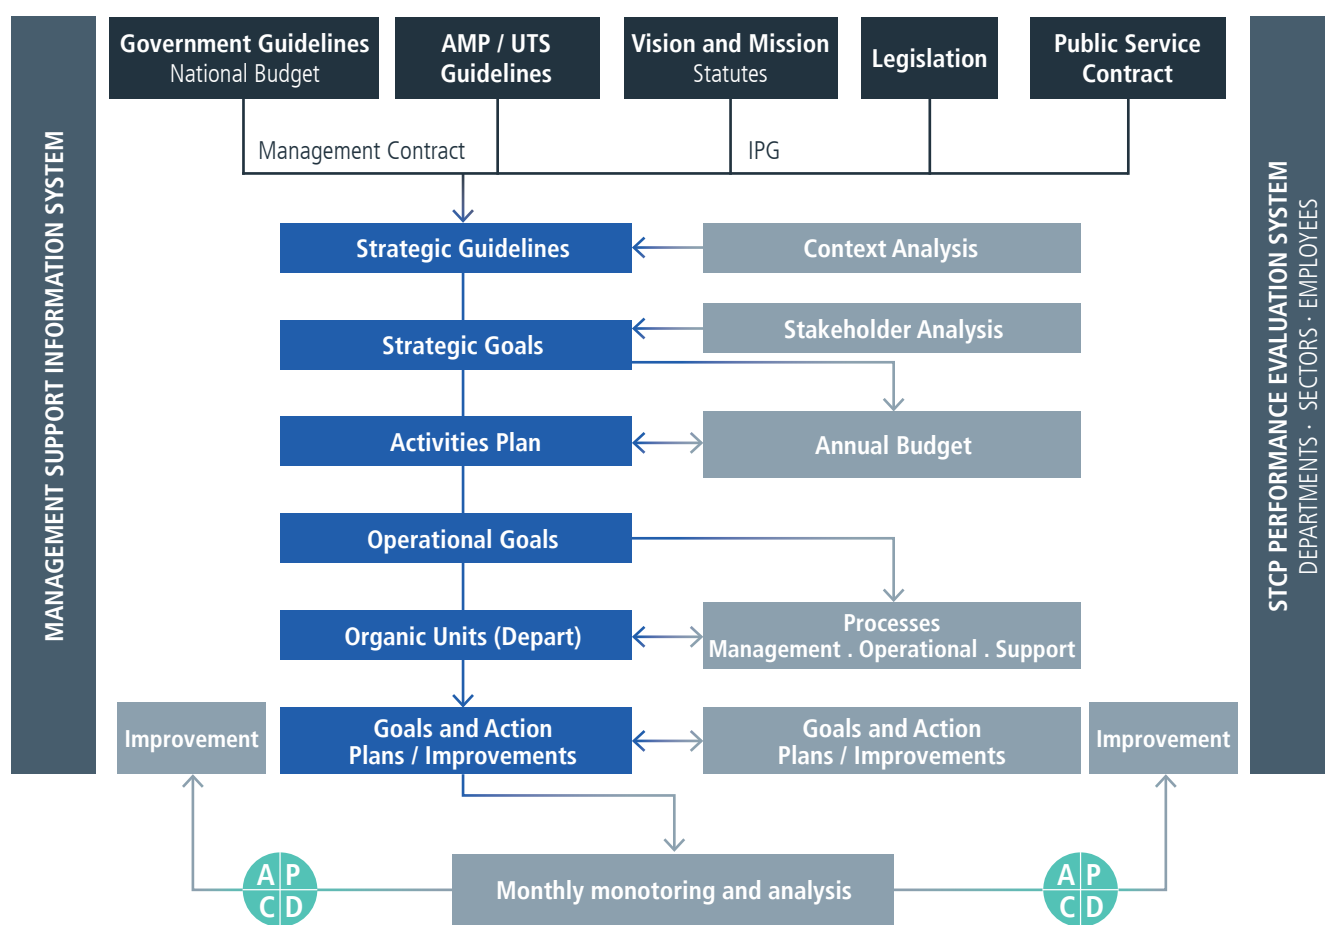 Government Guidelines
National Budget
AMP / UTS
Guidelines
Vision and Mission
Statutes
Legislation
Public Service
Contract
Management Contract
IPG
MANAGEMENT SUPPORT INFORMATION SYSTEM
STCP PERFORMANCE EVALUATION SYSTEM
DEPARTMENTS · SECTORS · EMPLOYEES
Strategic Guidelines
Context Analysis
Strategic Goals
Stakeholder Analysis
Activities Plan
Annual Budget
Operational Goals
Organic Units (Depart)
Processes
Management . Operational . Support
Improvement
Goals and Action
Plans / Improvements
Goals and Action
Plans / Improvements
Improvement
A P
C D
Monthly monotoring and analysis
A P
C D